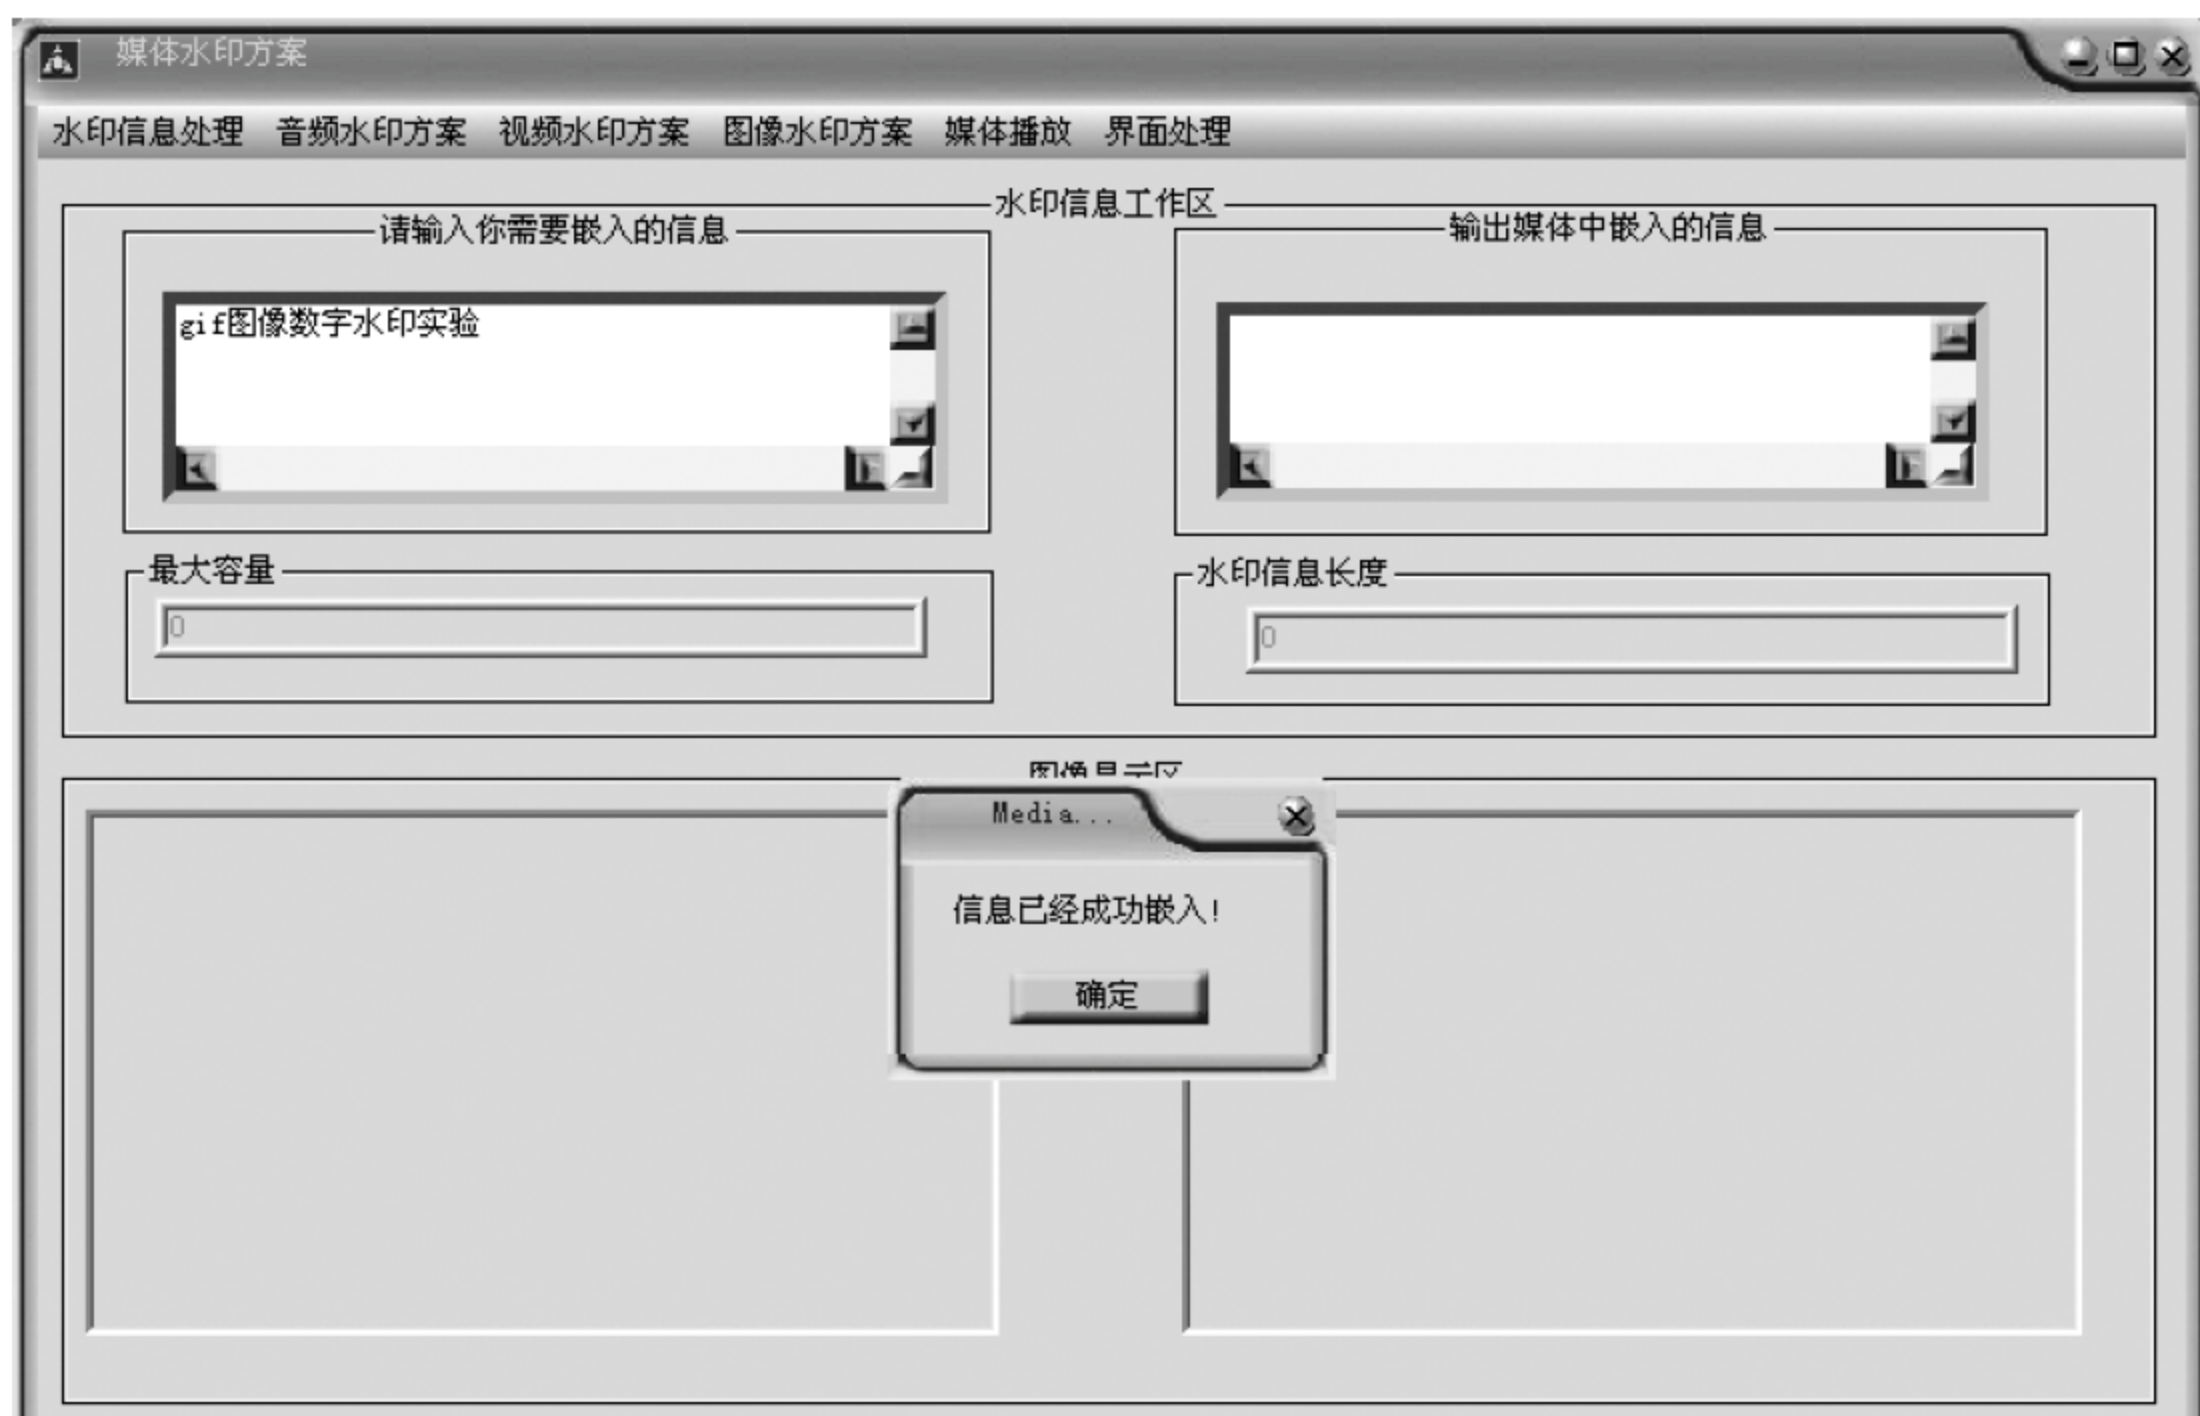 媒体水印方案
水印信息处理 音频水印方案 视频水印方案 图像水印方案 媒体播放 界面处理
水印信息工作区
请输入你需要嵌入的信息
输出媒体中嵌入的信息
gif图像数字水印实验
最大容量
水印信息长度
0
0
图像显示区
Media...
信息已经成功嵌入!
确定